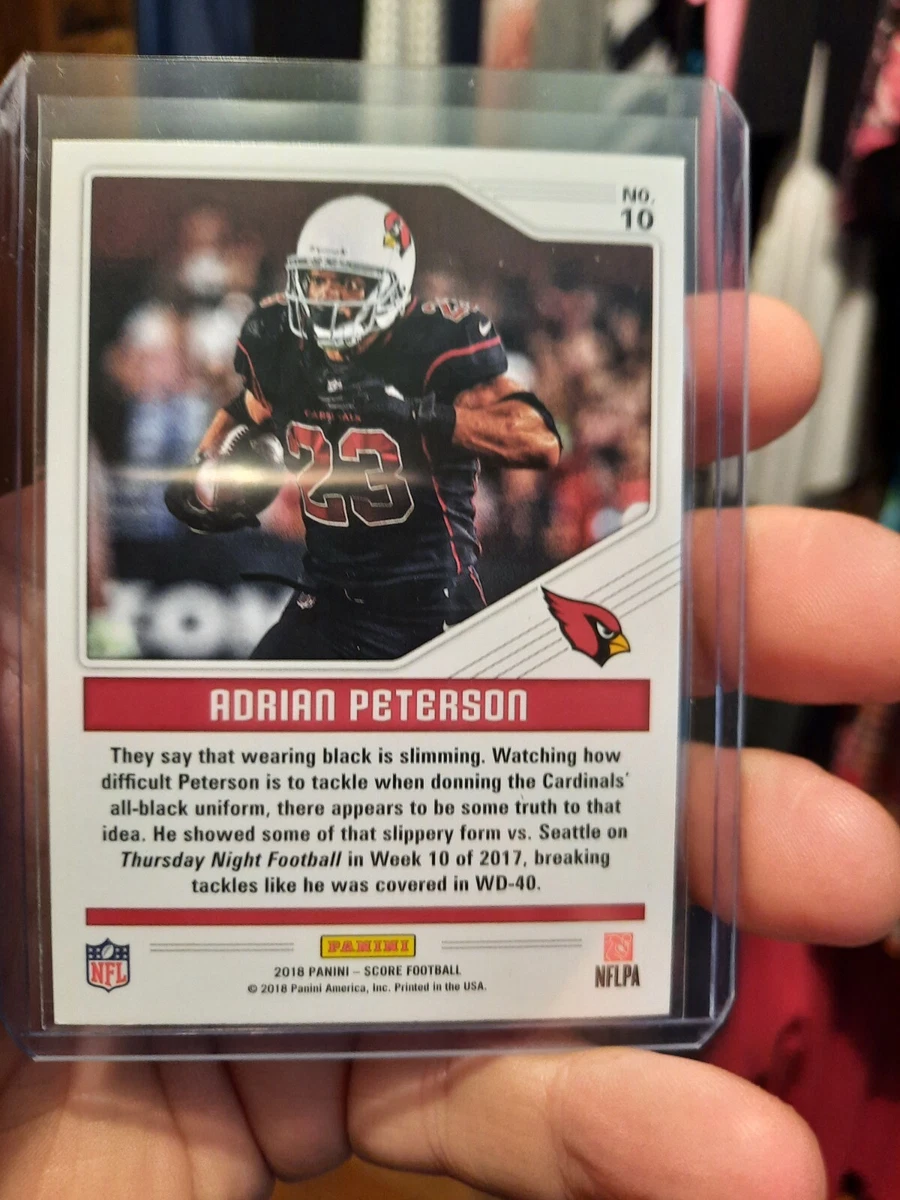 No.
10
CARDINALS
23
ADRIAN PETERSON
They say that wearing black is slimming. Watching how
difficult Peterson is to tackle when donning the Cardinals'
all-black uniform, there appears to be some truth to that
idea. He showed some of that slippery form vs. Seattle on
Thursday Night Football in Week 10 of 2017, breaking
tackles like he was covered in WD-40.
NFL
PANINI
2018 PANINI – SCORE FOOTBALL
© 2018 Panini America, Inc. Printed in the USA.
NFLPA